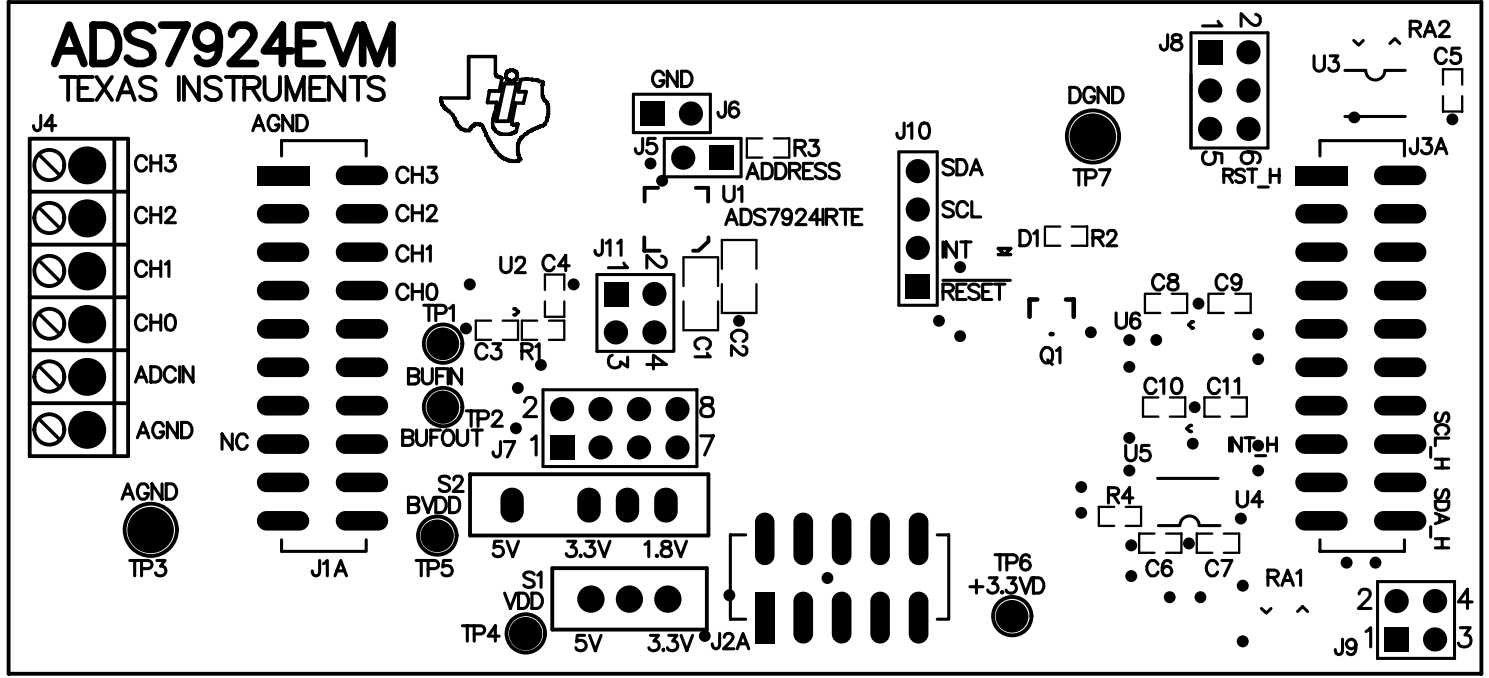 ADS7924EVM
TEXAS INSTRUMENTS
J4
CH3
CH2
CH1
CH0
ADCIN
AGND
AGND
TP3
AGND
CH3
CH2
CH1
CH0
NC
J1A
TP1
BUFIN
TP2
BUFOUT
BVDD
TP5
GND
J6
J5
R3
ADDRESS
U1
ADS7924IRTE
U2
C4
C3
R1
J11
1
2
3
4
C1
C2
2
8
J7
1
7
S2
5V
3.3V
1.8V
S1
VDD
TP4
5V
3.3V
J2A
J10
SDA
SCL
INT
RESET
DGND
TP7
D1
R2
Q1
TP6
+3.3VD
J8
1
2
5
6
U3
RA2
C5
J3A
RST_H
C8
C9
U6
C10
C11
INT_H
U5
U4
R4
C6
C7
SCL_H
SDA_H
RA1
2
4
J9
1
3